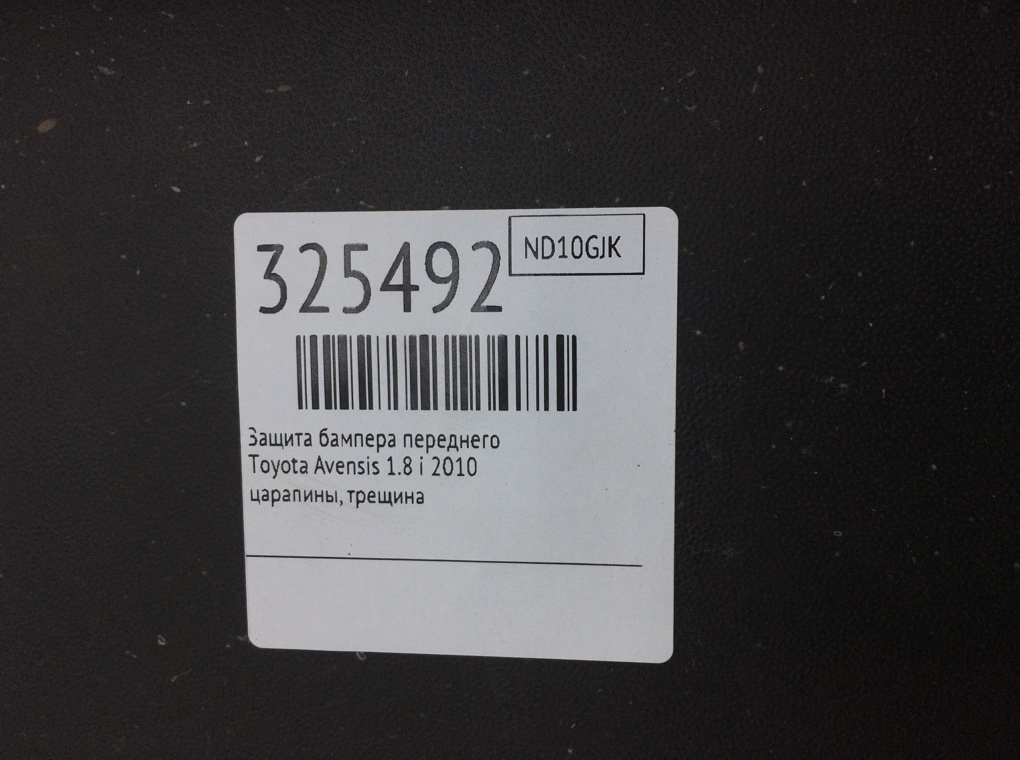 325492
ND10GJK
Защита бампера переднего
Toyota Avensis 1.8 i 2010
царапины, трещина